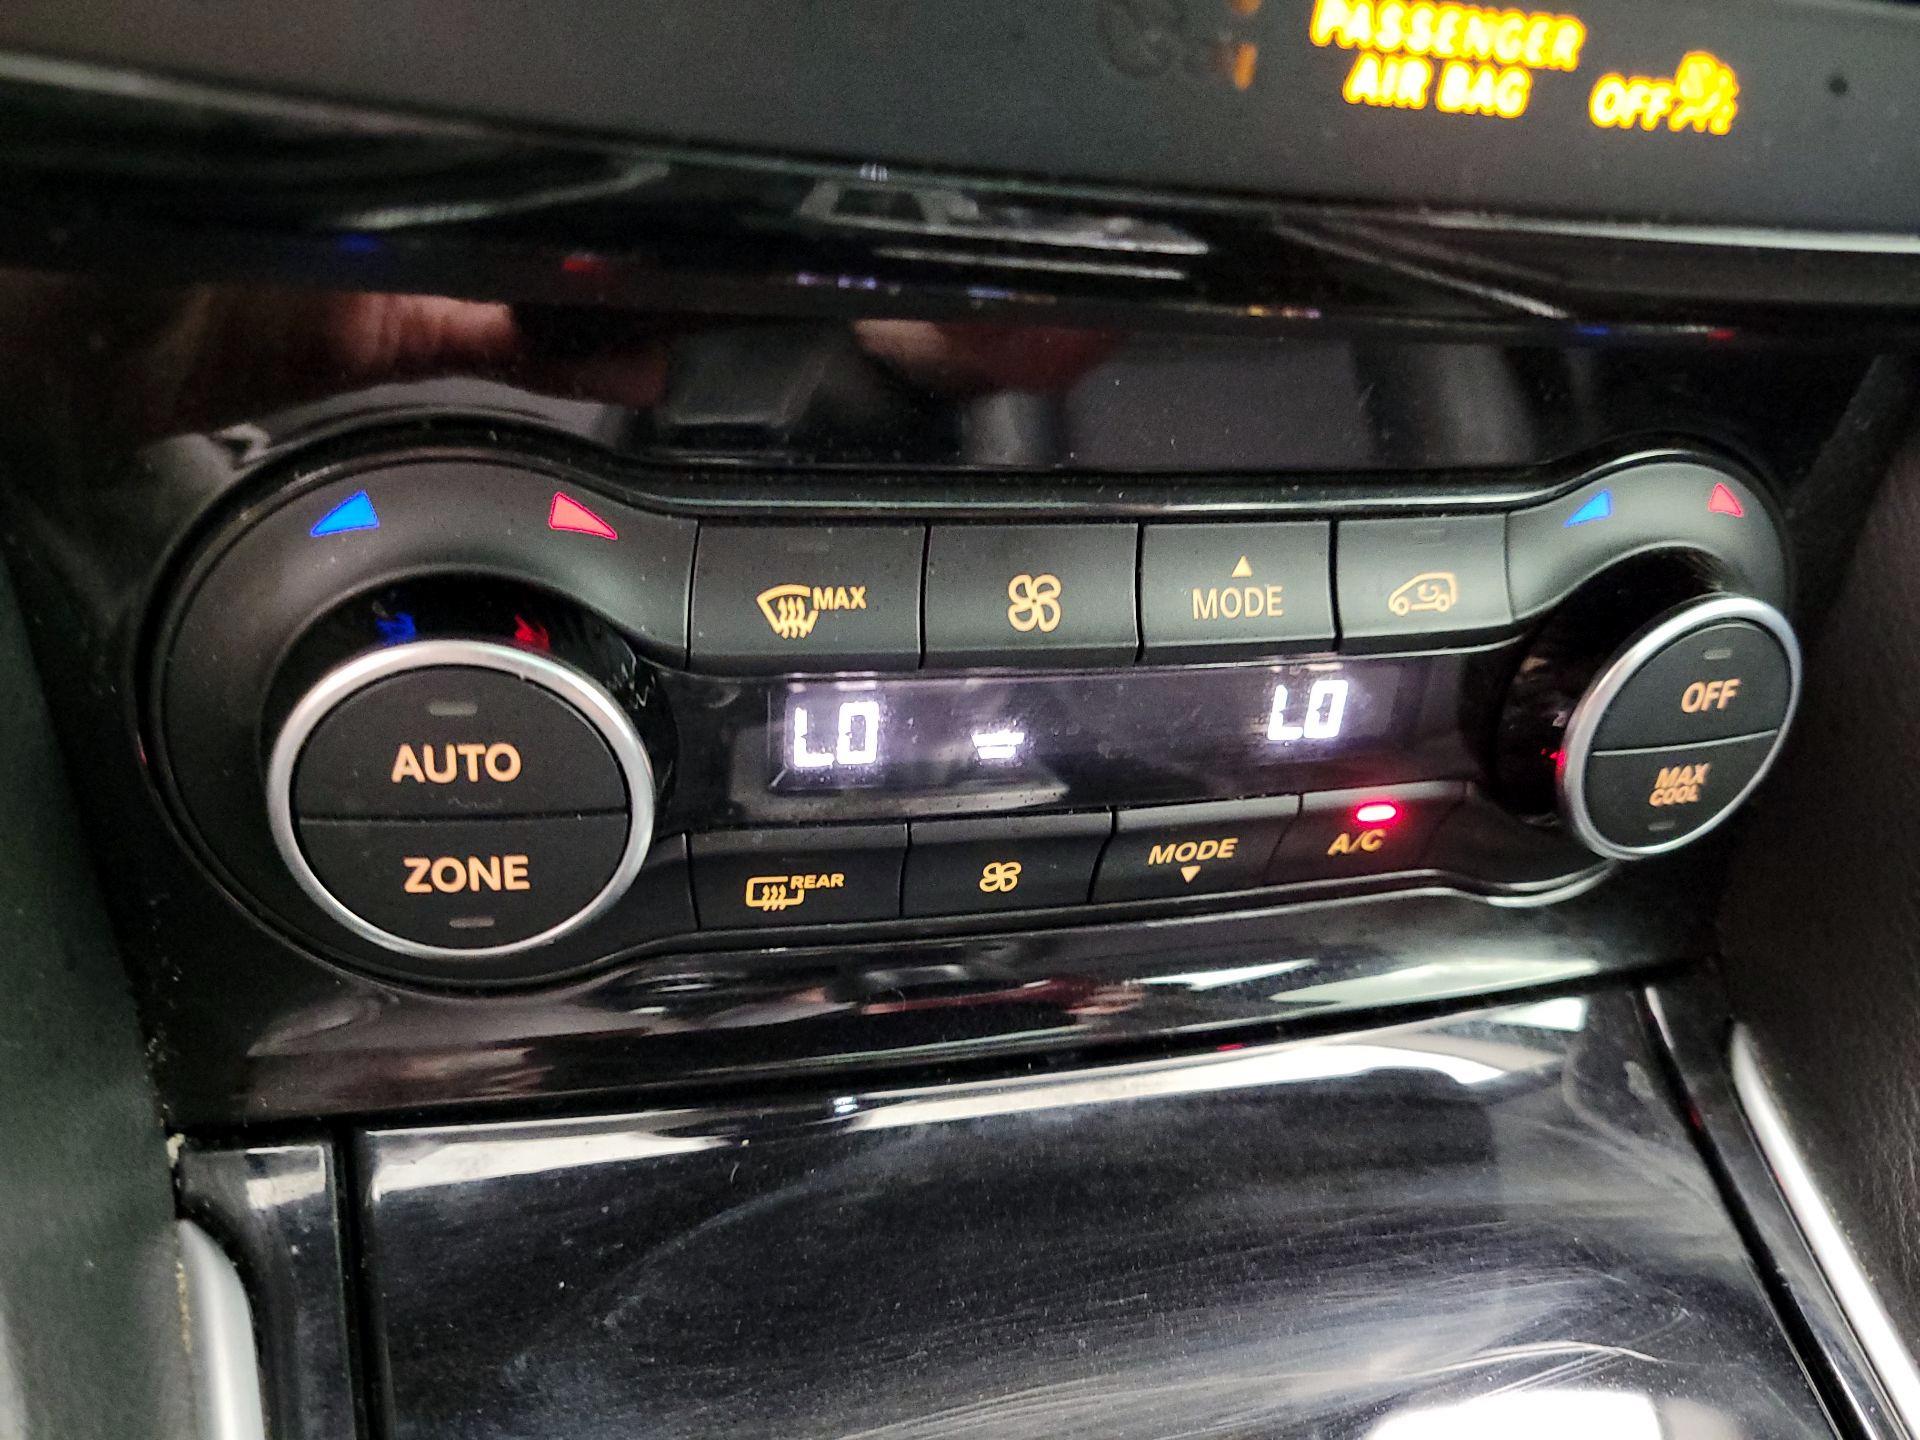 PASSENGER
AIR BAG OFF
MAX
MODE
OFF
AUTO
LO
LO
MAX
COOL
ZONE
REAR
MODE
A/C